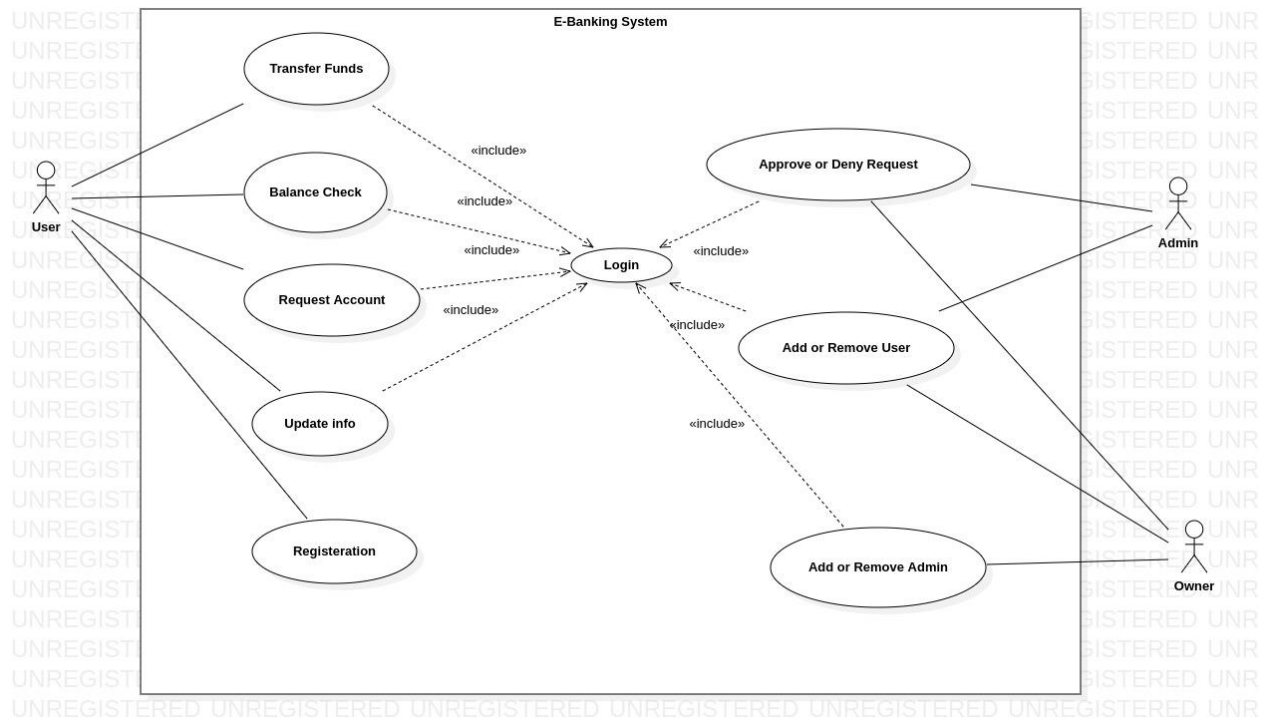 E-Banking System
Transfer Funds
«include»
Approve or Deny Request
Balance Check
«include»
User
Admin
«include»
«include»
Login
Request Account
«include»
«include»
Add or Remove User
Update info
«include»
Registeration
Add or Remove Admin
Owner
UNREGISTERED UNREGISTERED UNREGISTERED UNREGISTERED UNREGISTERED UNREGISTERED UNR